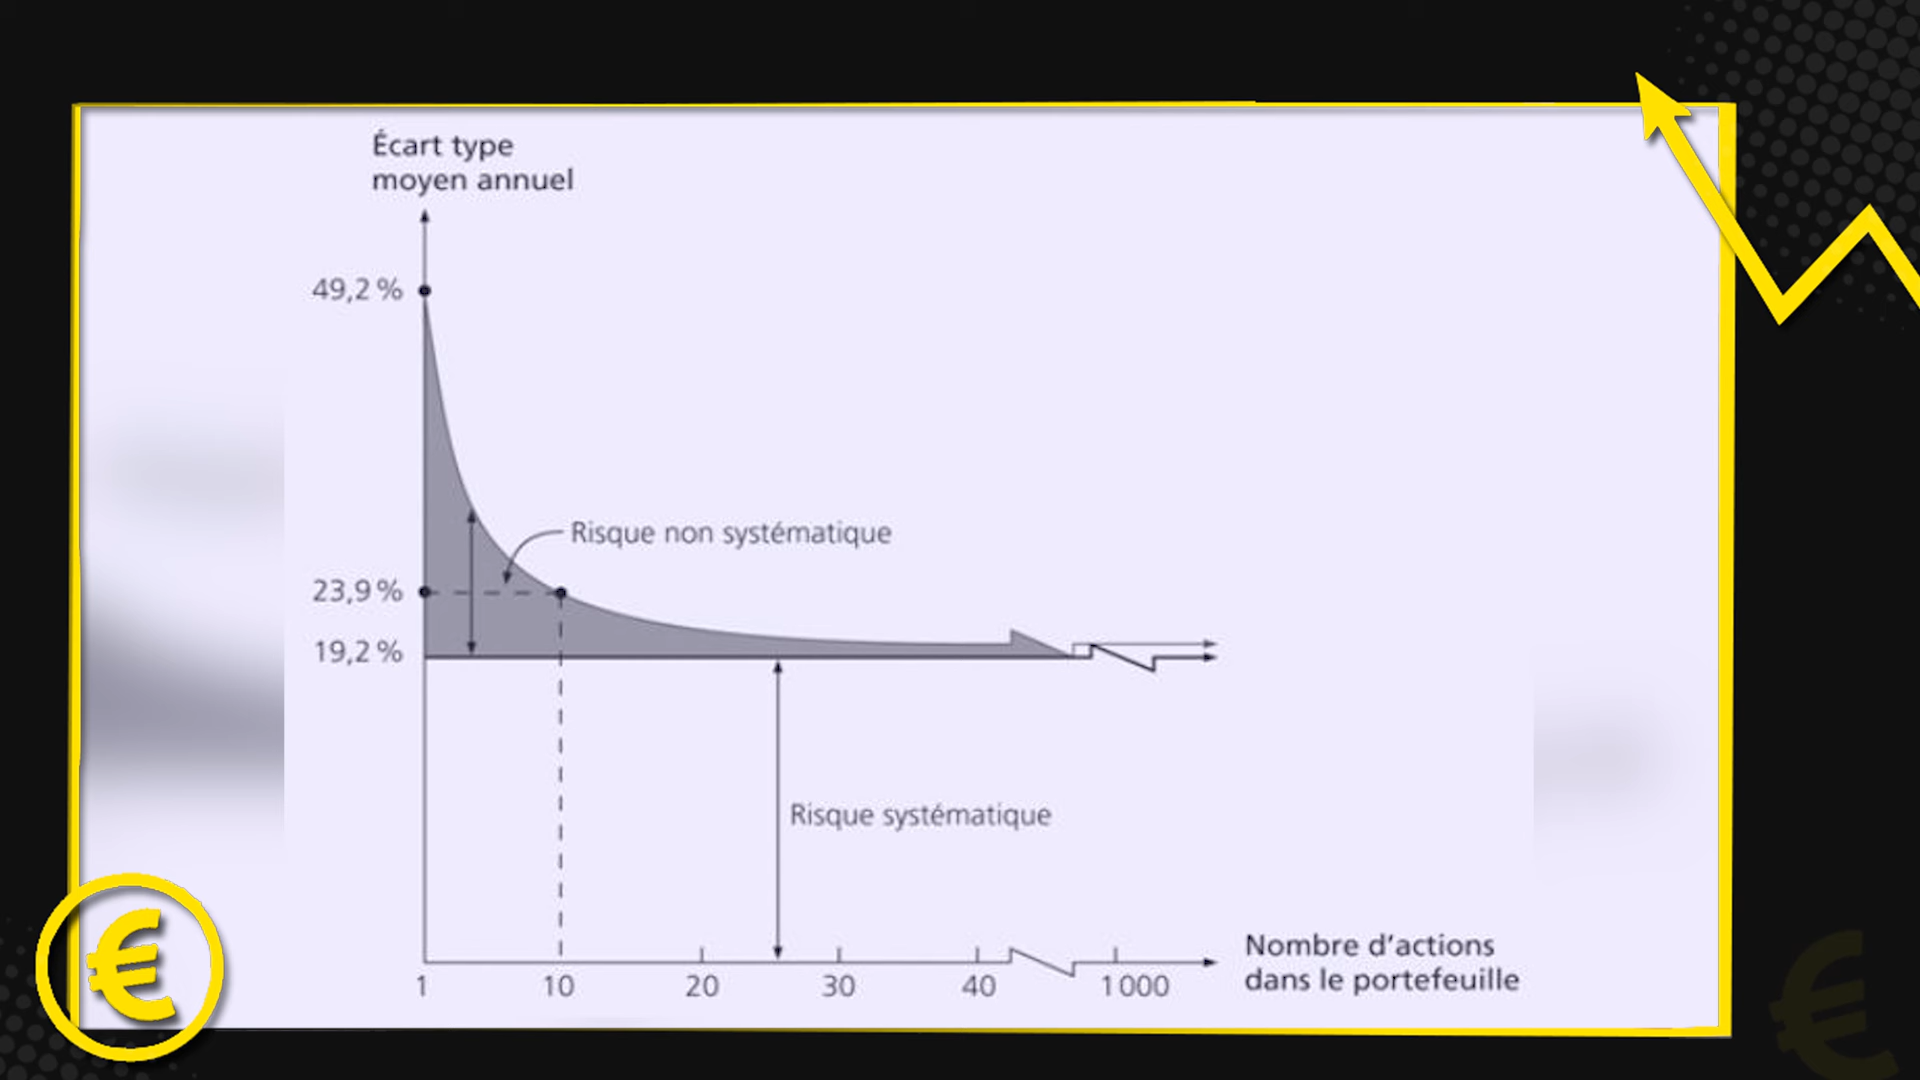 Écart type
moyen annuel
49,2 %
Risque non systématique
23,9 %
19,2 %
Risque systématique
Nombre d’actions
dans le portefeuille
1 10 20 30 40 1 000
€
€